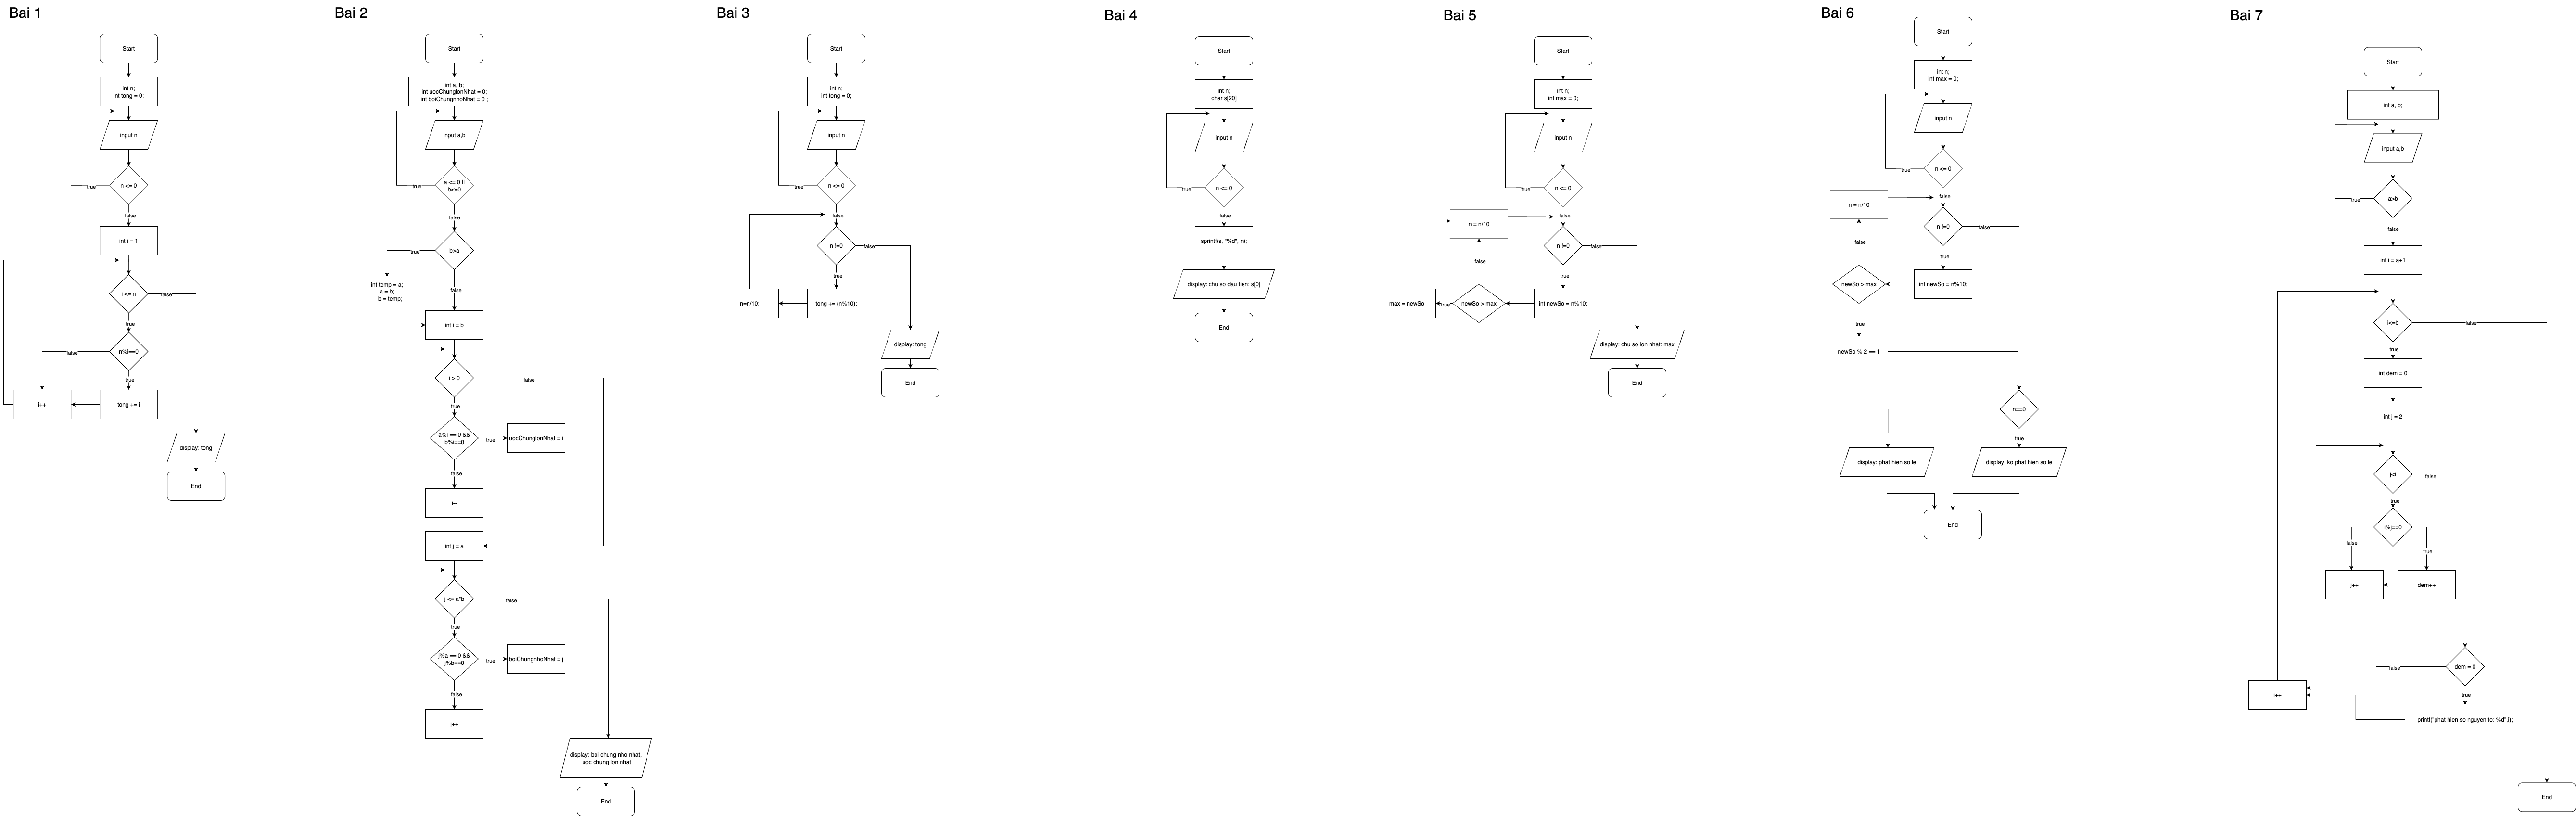 Bai 1
Start
int n;
int tong = 0;
input n
n <= 0
true
false
int i = 1
i <= n
false
true
n%i==0
false
true
i++
tong += i
display: tong
End
Bai 2
Start
int a, b;
int uocChunglonNhat = 0;
int boiChungnhoNhat = 0 ;
input a,b
a <= 0 ||
b<=0
true
false
b>a
true
int temp = a;
a = b;
b = temp;
false
int i = b
i > 0
false
true
a%i == 0 &&
b%i==0
true
uocChunglonNhat = i
false
i--
int j = a
j <= a*b
false
true
j%a == 0 &&
j%b==0
true
boiChungnhoNhat = j
false
j++
display: boi chung nho nhat,
uoc chung lon nhat
End
Bai 3
Start
int n;
int tong = 0;
input n
n <= 0
true
false
n !=0
false
true
n=n/10;
tong += (n%10);
display: tong
End
Bai 4
Start
int n;
char s[20]
input n
n <= 0
true
false
sprintf(s, "%d", n);
display: chu so dau tien: s[0]
End
Bai 5
Start
int n;
int max = 0;
input n
n <= 0
true
false
n = n/10
n !=0
false
false
true
max = newSo
true
newSo > max
int newSo = n%10;
display: chu so lon nhat: max
End
Bai 6
Start
int n;
int max = 0;
input n
n <= 0
true
false
n = n/10
n !=0
false
false
true
newSo > max
int newSo = n%10;
true
newSo % 2 == 1
n==0
true
display: phat hien so le
display: ko phat hien so le
End
Bai 7
Start
int a, b;
input a,b
a>b
true
false
int i = a+1
i<=b
false
true
int dem = 0
int j = 2
j<i
false
true
i%j==0
false
true
j++
dem++
dem = 0
false
true
i++
printf("phat hien so nguyen to: %d",i);
End